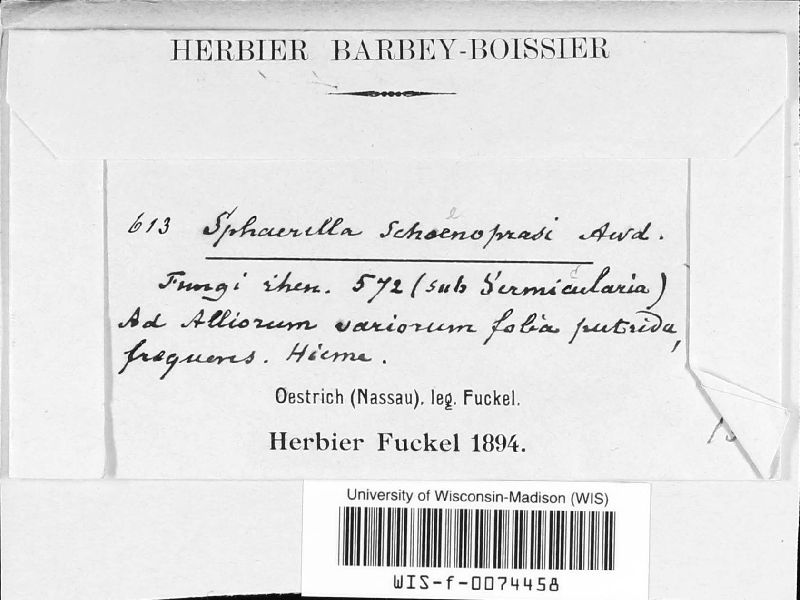 HERBIER BARBEY-BOISSIER
613 Sphaerella Schoenoprasi Awd.
Fungi rhen. 572 (sub Vermicularia)
Ad Alliorum variorum folia putrida,
frequens. Hieme.
Oestrich (Nassau), leg. Fuckel.
Herbier Fuckel 1894.
University of Wisconsin-Madison (WIS)
WIS-f-0074458